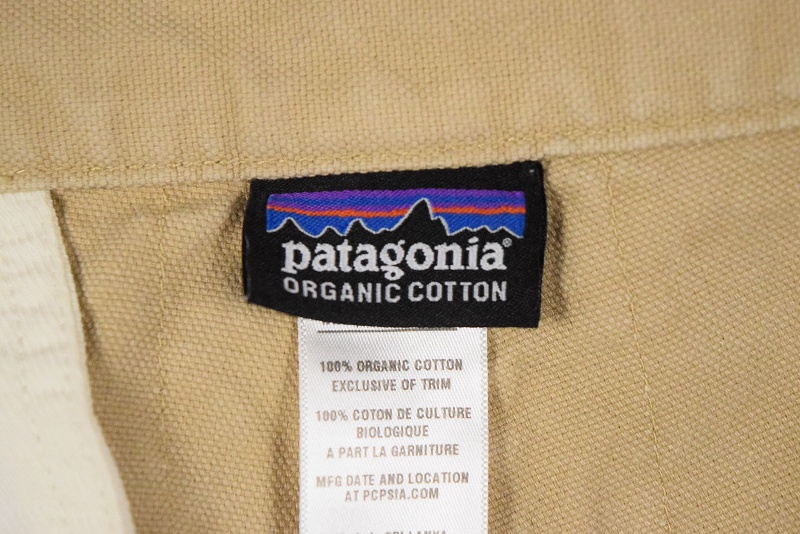 patagonia®
ORGANIC COTTON
100% ORGANIC COTTON
EXCLUSIVE OF TRIM
100% COTON DE CULTURE
BIOLOGIQUE
A PART LA GARNITURE
MFG DATE AND LOCATION
AT PCPSIA.COM